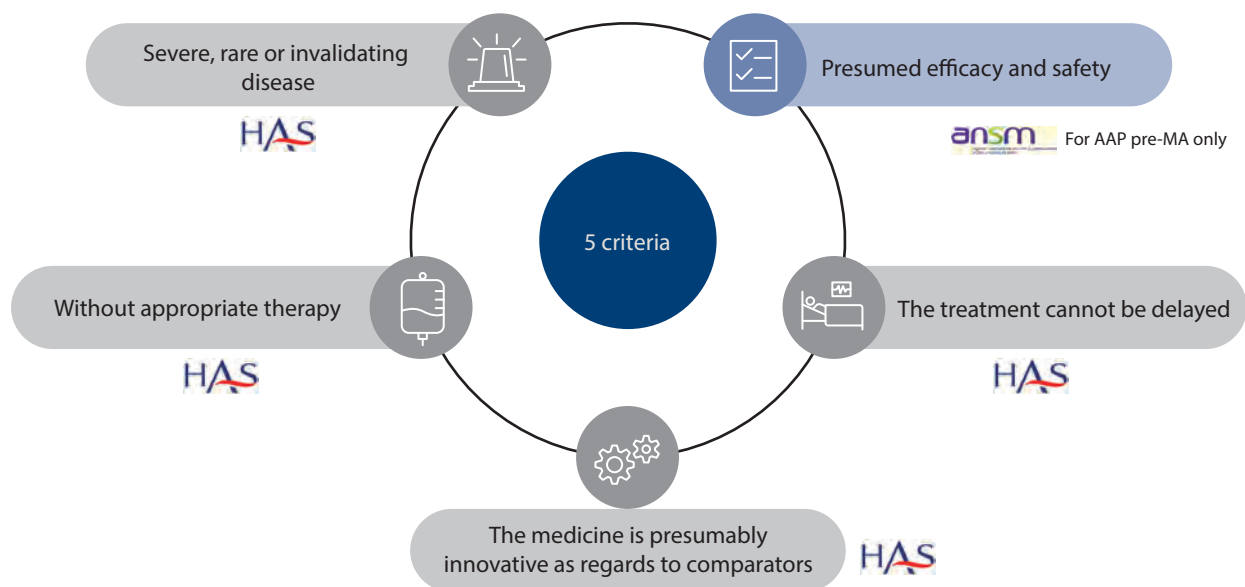 Severe, rare or invalidating
disease
HAS
Presumed efficacy and safety
ansm For AAP pre-MA only
5 criteria
Without appropriate therapy
HAS
The treatment cannot be delayed
HAS
The medicine is presumably
innovative as regards to comparators
HAS